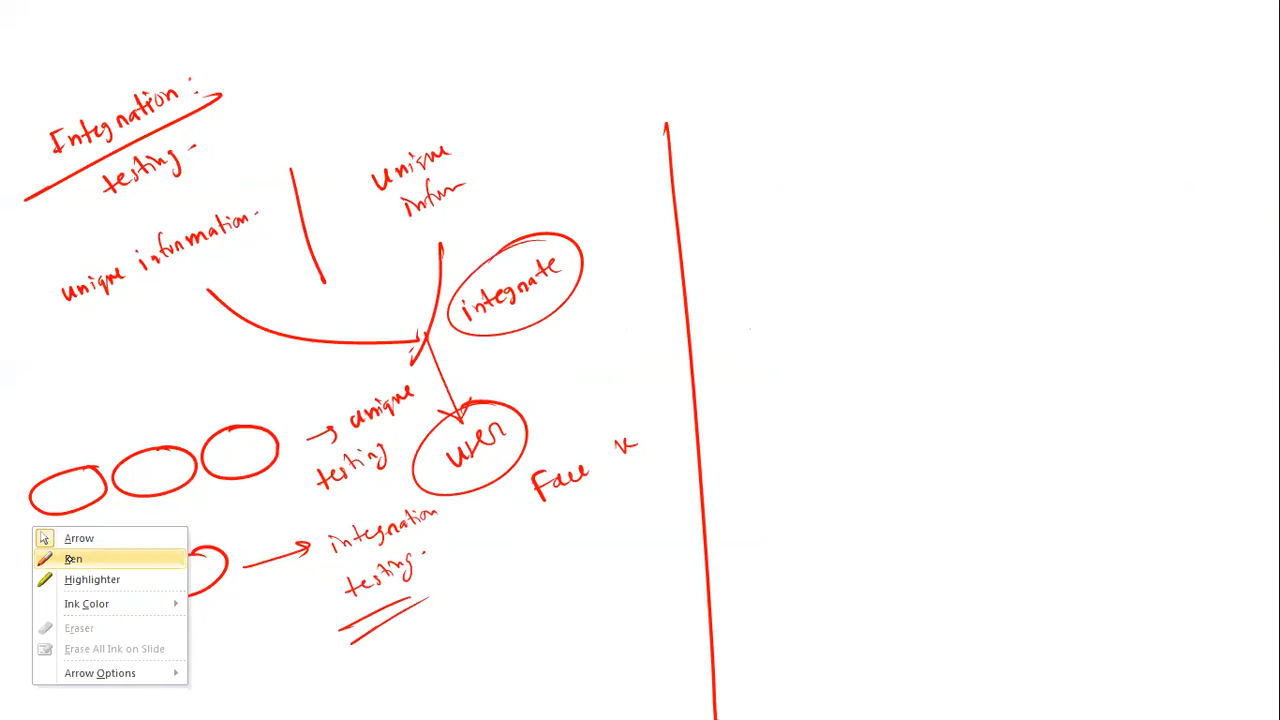 Integration:
testing-
unique information-
unique
infor
integrate
user
Face x
→ unique
testing
→ integration
testing-
Arrow
Pen
Highlighter
Ink Color
Eraser
Erase All Ink on Slide
Arrow Options